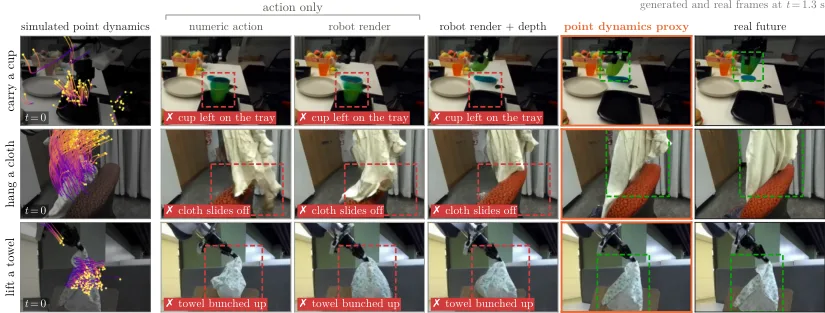 action only
generated and real frames at t = 1.3 s
simulated point dynamics
numeric action
robot render
robot render + depth
point dynamics proxy
real future
carry a cup
t = 0
✗ cup left on the tray
✗ cup left on the tray
✗ cup left on the tray
hang a cloth
t = 0
✗ cloth slides off
✗ cloth slides off
✗ cloth slides off
lift a towel
t = 0
✗ towel bunched up
✗ towel bunched up
✗ towel bunched up